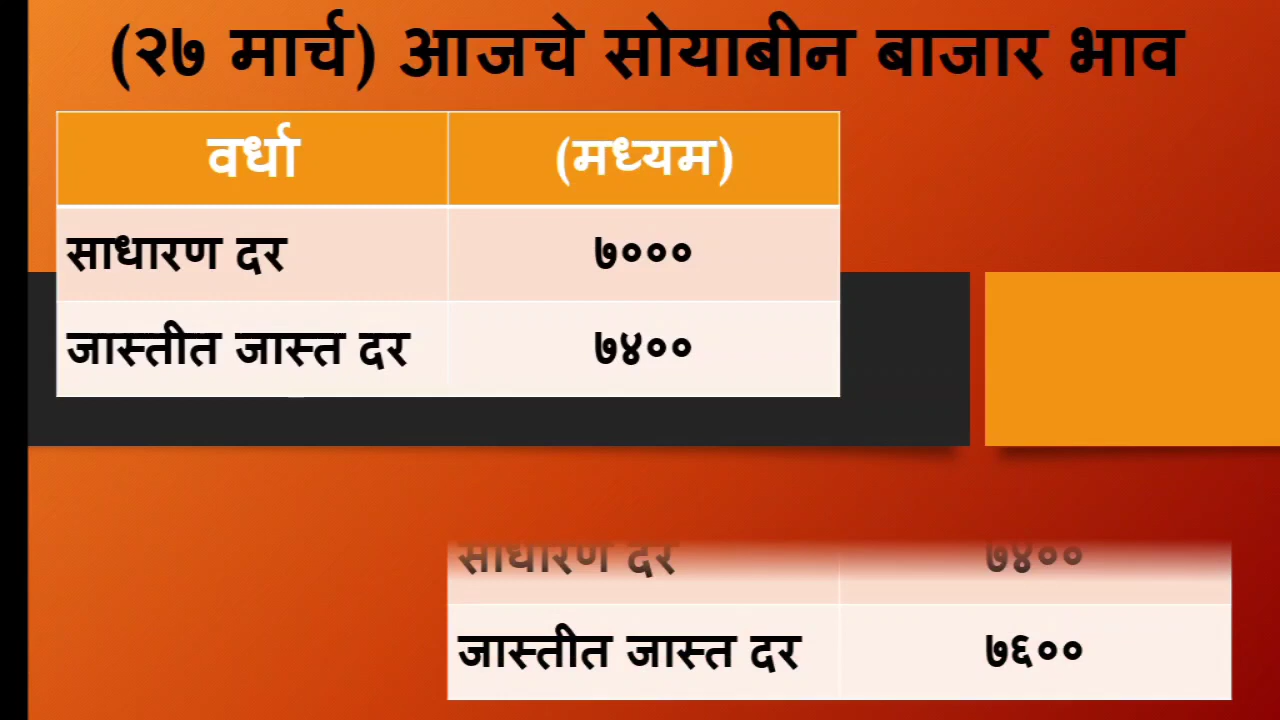 (२७ मार्च) आजचे सोयाबीन बाजार भाव
वर्धा (मध्यम)
साधारण दर ७०००
जास्तीत जास्त दर ७४००
साधारण दर ७४००
जास्तीत जास्त दर ७६००